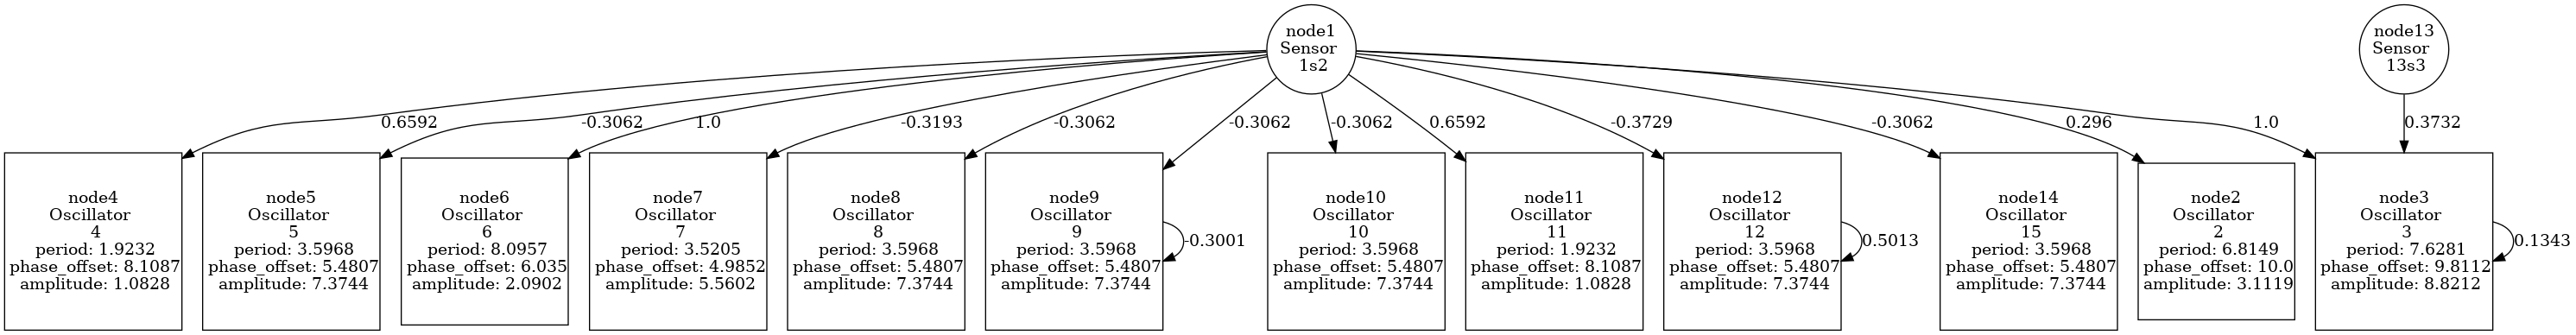 node1
Sensor
1s2
node13
Sensor
13s3
0.6592
-0.3062
1.0
-0.3193
-0.3062
-0.3062
-0.3062
0.6592
-0.3729
-0.3062
0.296
1.0
0.3732
node4
Oscillator
4
period: 1.9232
phase_offset: 8.1087
amplitude: 1.0828
node5
Oscillator
5
period: 3.5968
phase_offset: 5.4807
amplitude: 7.3744
node6
Oscillator
6
period: 8.0957
phase_offset: 6.035
amplitude: 2.0902
node7
Oscillator
7
period: 3.5205
phase_offset: 4.9852
amplitude: 5.5602
node8
Oscillator
8
period: 3.5968
phase_offset: 5.4807
amplitude: 7.3744
node9
Oscillator
9
period: 3.5968
phase_offset: 5.4807
amplitude: 7.3744
-0.3001
node10
Oscillator
10
period: 3.5968
phase_offset: 5.4807
amplitude: 7.3744
node11
Oscillator
11
period: 1.9232
phase_offset: 8.1087
amplitude: 1.0828
node12
Oscillator
12
period: 3.5968
phase_offset: 5.4807
amplitude: 7.3744
0.5013
node14
Oscillator
15
period: 3.5968
phase_offset: 5.4807
amplitude: 7.3744
node2
Oscillator
2
period: 6.8149
phase_offset: 10.0
amplitude: 3.1119
node3
Oscillator
3
period: 7.6281
phase_offset: 9.8112
amplitude: 8.8212
0.1343